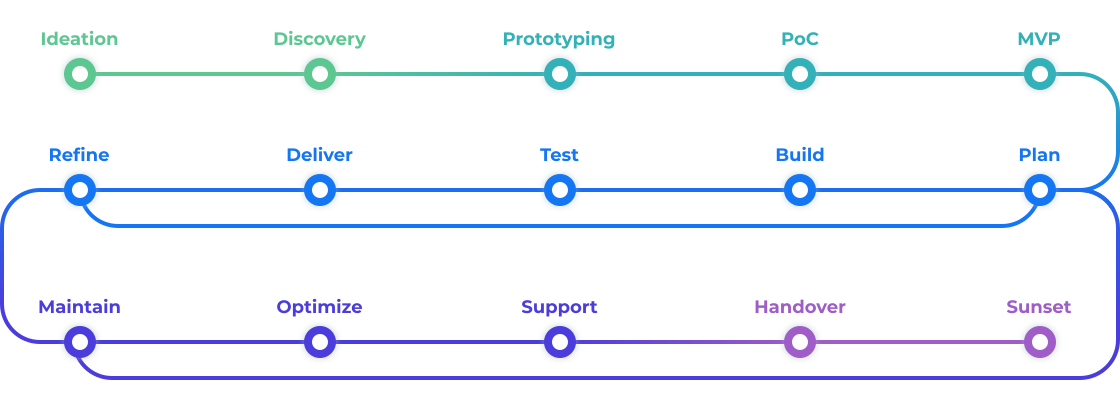 Ideation
Discovery
Prototyping
PoC
MVP
Refine
Deliver
Test
Build
Plan
Maintain
Optimize
Support
Handover
Sunset